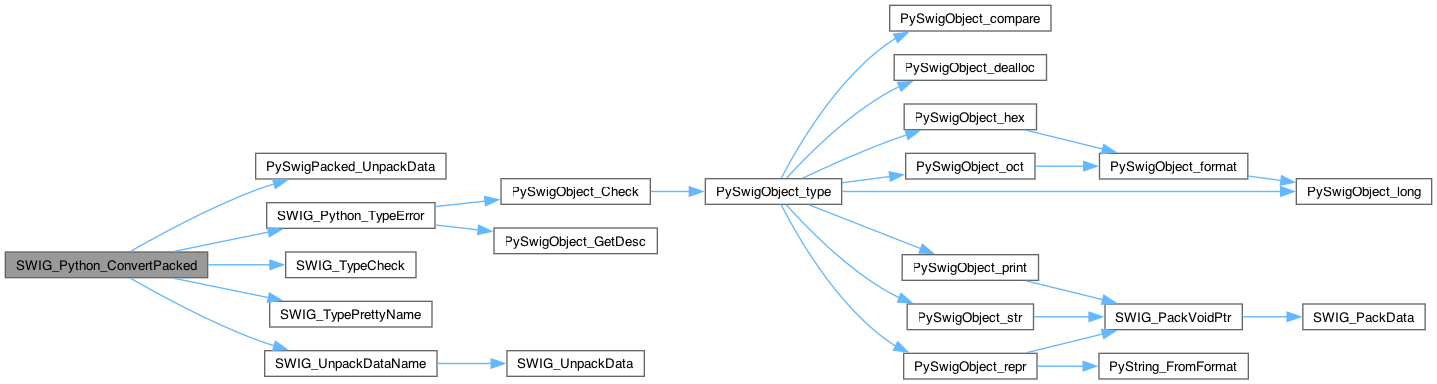 PySwigObject_compare
PySwigObject_dealloc
PySwigObject_hex
PySwigPacked_UnpackData
PySwigObject_oct
PySwigObject_format
PySwigObject_Check
PySwigObject_type
PySwigObject_long
SWIG_Python_TypeError
PySwigObject_GetDesc
SWIG_Python_ConvertPacked
SWIG_TypeCheck
PySwigObject_print
SWIG_TypePrettyName
PySwigObject_str
SWIG_PackVoidPtr
SWIG_PackData
SWIG_UnpackDataName
SWIG_UnpackData
PySwigObject_repr
PyString_FromFormat